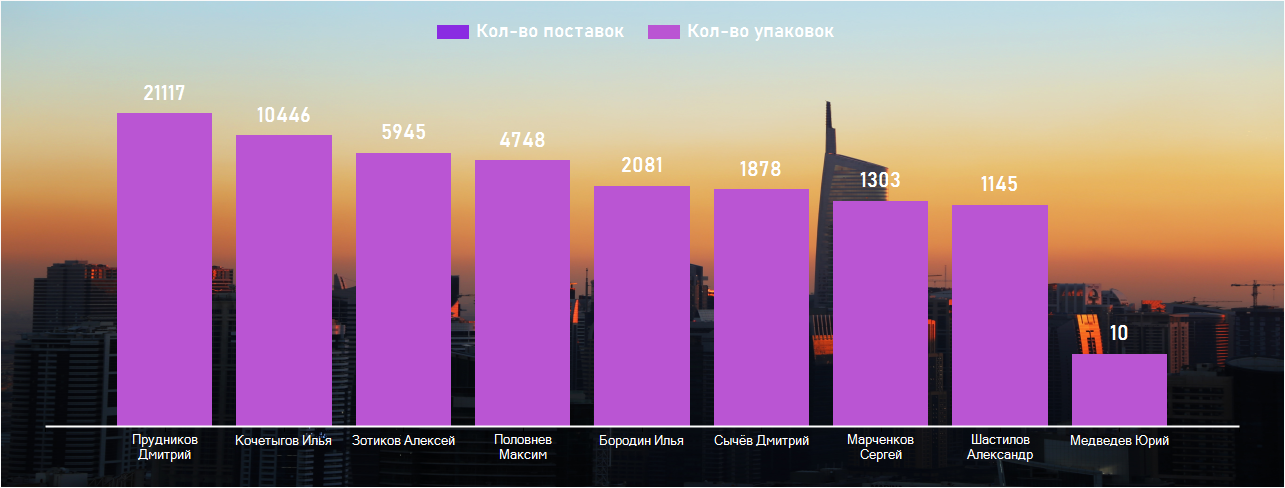 Кол-во поставок Кол-во упаковок
21117
10446
5945
4748
2081
1878
1303
1145
10
Прудников
Дмитрий
Кочетыгов Илья
Зотиков Алексей
Половнев
Максим
Бородин Илья
Сычёв Дмитрий
Марченков
Сергей
Шастилов
Александр
Медведев Юрий